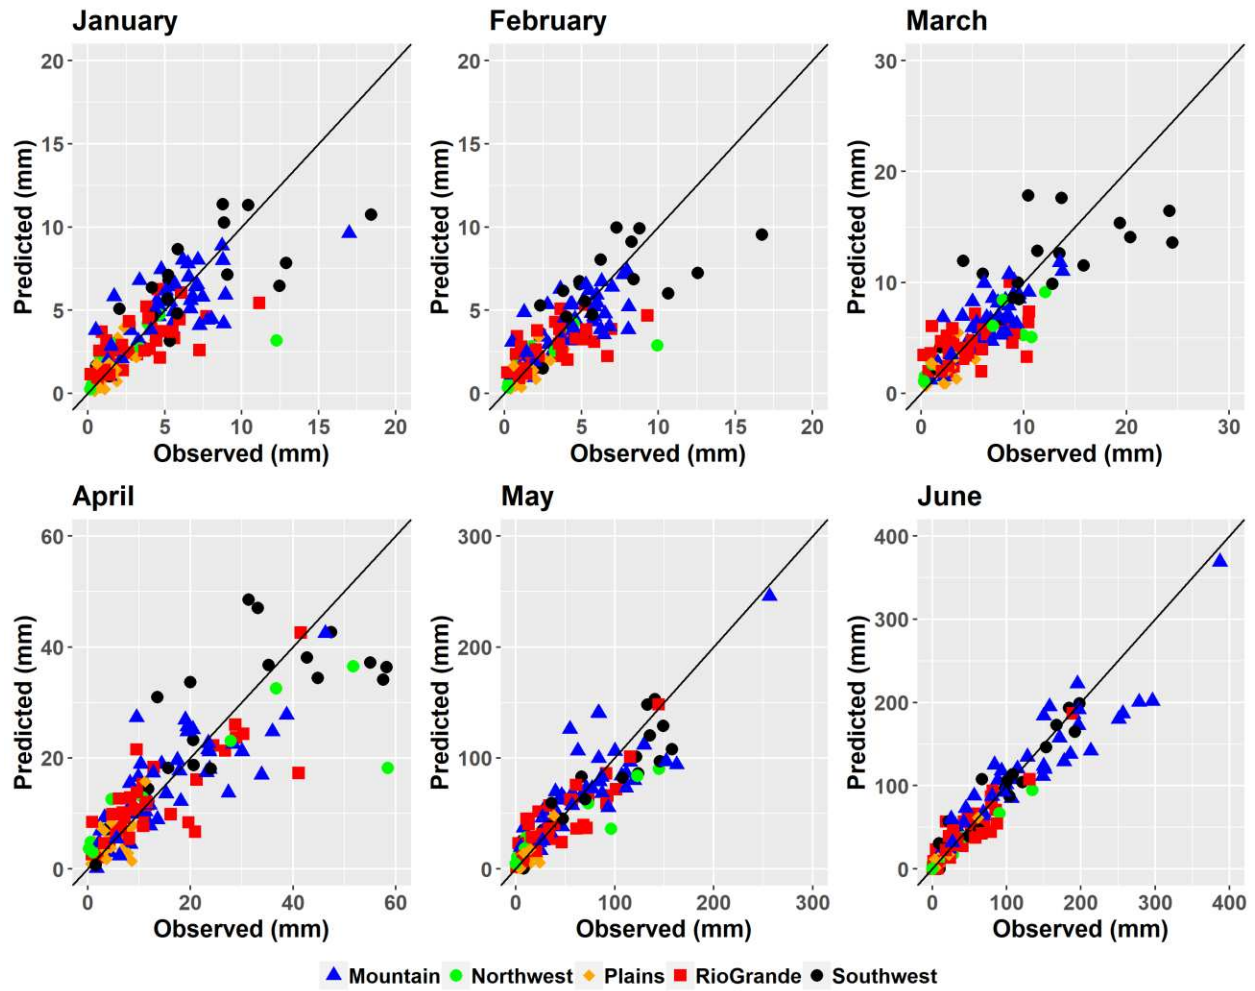 January
February
March
20
15
10
5
0
Predicted (mm)
0 5 10 15 20
Observed (mm)
20
15
10
5
0
Predicted (mm)
0 5 10 15 20
Observed (mm)
30
20
10
0
Predicted (mm)
0 10 20 30
Observed (mm)
April
May
June
60
40
20
0
Predicted (mm)
0 20 40 60
Observed (mm)
300
200
100
0
Predicted (mm)
0 100 200 300
Observed (mm)
400
300
200
100
0
Predicted (mm)
0 100 200 300 400
Observed (mm)
Mountain Northwest Plains RioGrande Southwest